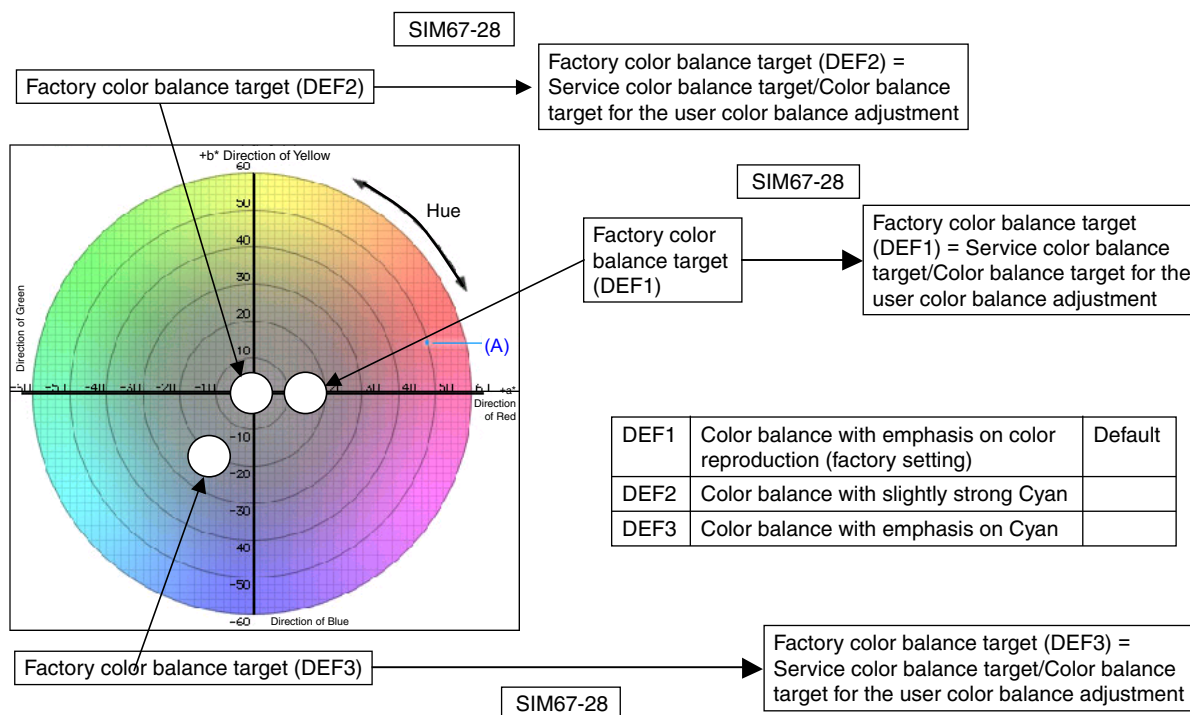 SIM67-28
Factory color balance target (DEF2)
Factory color balance target (DEF2) =
Service color balance target/Color balance
target for the user color balance adjustment
+b* Direction of Yellow
60
50
40
30
20
10
Hue
Direction of Green
(A)
SIM67-28
Factory color
balance target
(DEF1)
Factory color balance target
(DEF1) = Service color balance
target/Color balance target for the
user color balance adjustment
+a*
Direction
of Red
-10
-20
-30
40
-50
-60
Direction of Blue
DEF1 Color balance with emphasis on color Default
reproduction (factory setting)
DEF2 Color balance with slightly strong Cyan
DEF3 Color balance with emphasis on Cyan
Factory color balance target (DEF3)
Factory color balance target (DEF3) =
Service color balance target/Color balance
target for the user color balance adjustment
SIM67-28